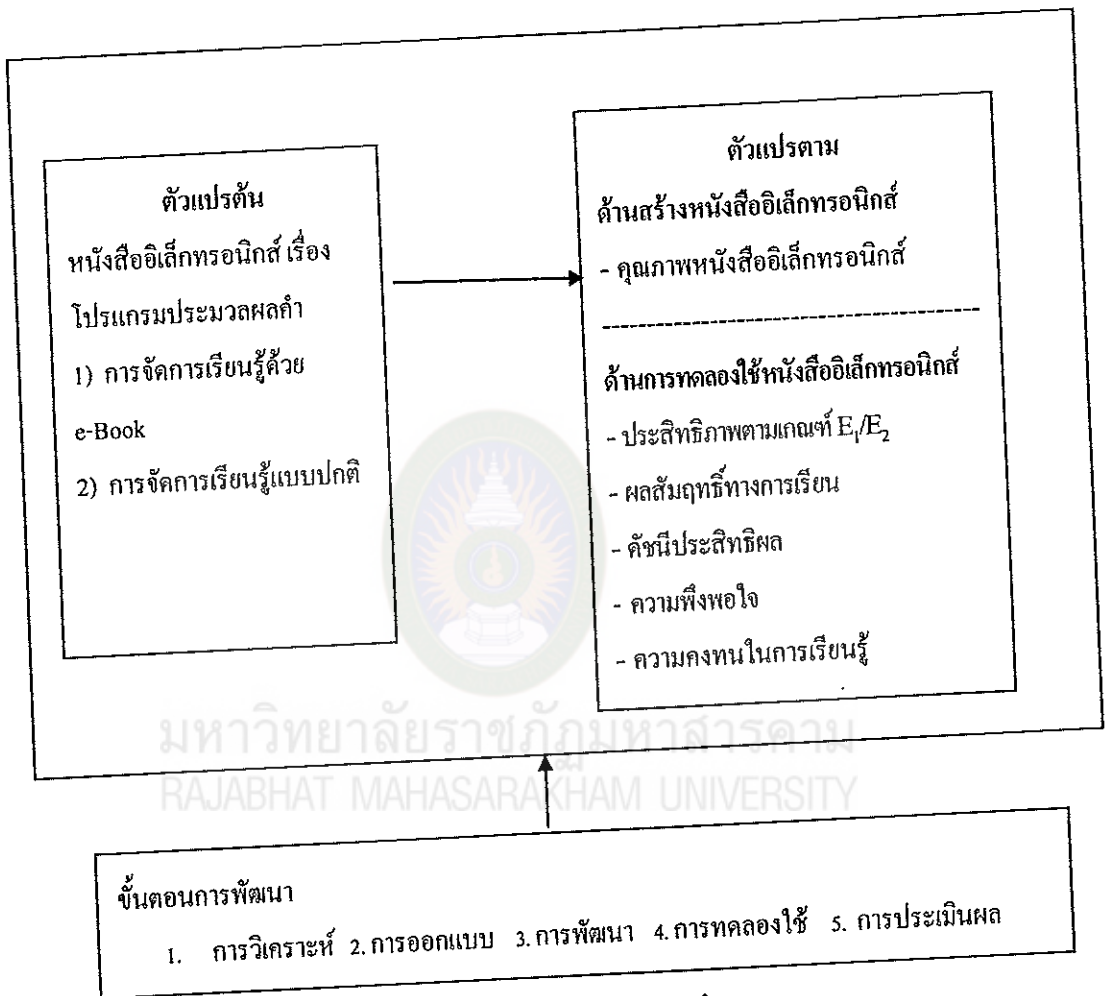 ตัวแปรต้น
หนังสืออิเล็กทรอนิกส์ เรื่อง
โปรแกรมประมวลผลคำ
1) การจัดการเรียนรู้ด้วย
e-Book
2) การจัดการเรียนรู้แบบปกติ
ตัวแปรตาม
ด้านสร้างหนังสืออิเล็กทรอนิกส์
- คุณภาพหนังสืออิเล็กทรอนิกส์
ด้านการทดลองใช้หนังสืออิเล็กทรอนิกส์
- ประสิทธิภาพตามเกณฑ์ E₁/E₂
- ผลสัมฤทธิ์ทางการเรียน
- ดัชนีประสิทธิผล
- ความพึงพอใจ
- ความคงทนในการเรียนรู้
มหาวิทยาลัยราชภัฏมหาสารคาม
RAJABHAT MAHASARAKHAM UNIVERSITY
ขั้นตอนการพัฒนา
1. การวิเคราะห์ 2. การออกแบบ 3. การพัฒนา 4. การทดลองใช้ 5. การประเมินผล